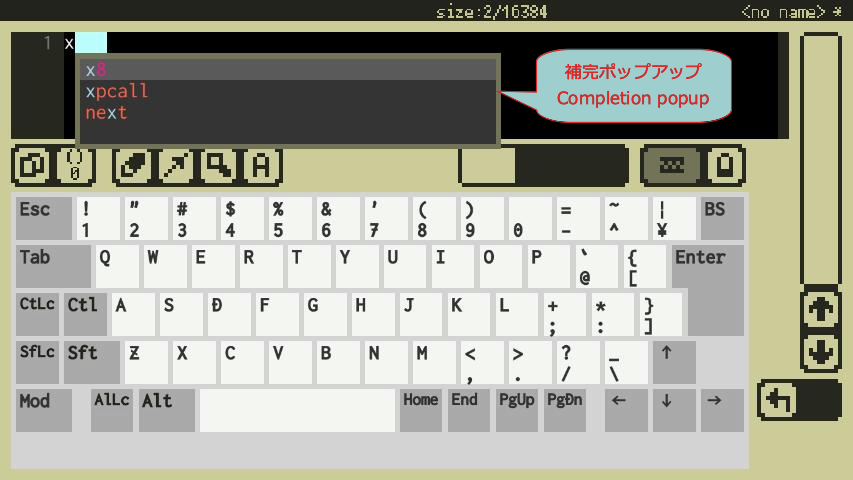 size:2/16384 <no name> *
1 x
x8
xpcall
next
補完ポップアップ
Completion popup
() 0
A
Esc ! 1 " 2 # 3 $ 4 % 5 & 6 ' 7 ( 8 ) 9 0 = - ~ ^ | ¥ BS
Tab Q W E R T Y U I O P ` @ { [ Enter
CtLc Ctl A S Đ F G H J K L + ; * : } ]
SfLc Sft Ƶ X C V B N M < , > . ? / _ \ ↑
Mod AlLc Alt Home End PgUp PgĐn ← ↓ →